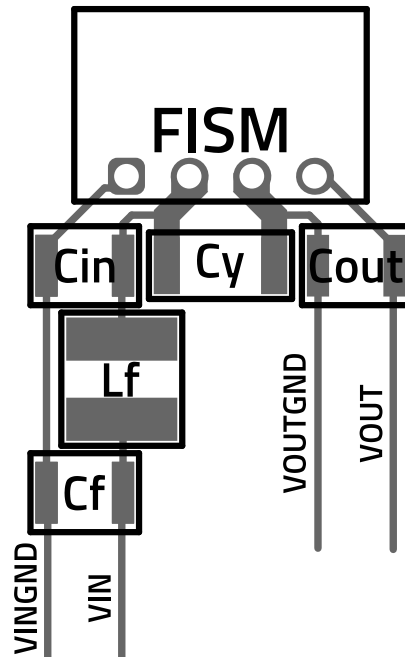 FISM
Cin
Cy
Cout
Lf
VOUTGND
VOUT
Cf
VINGND
VIN